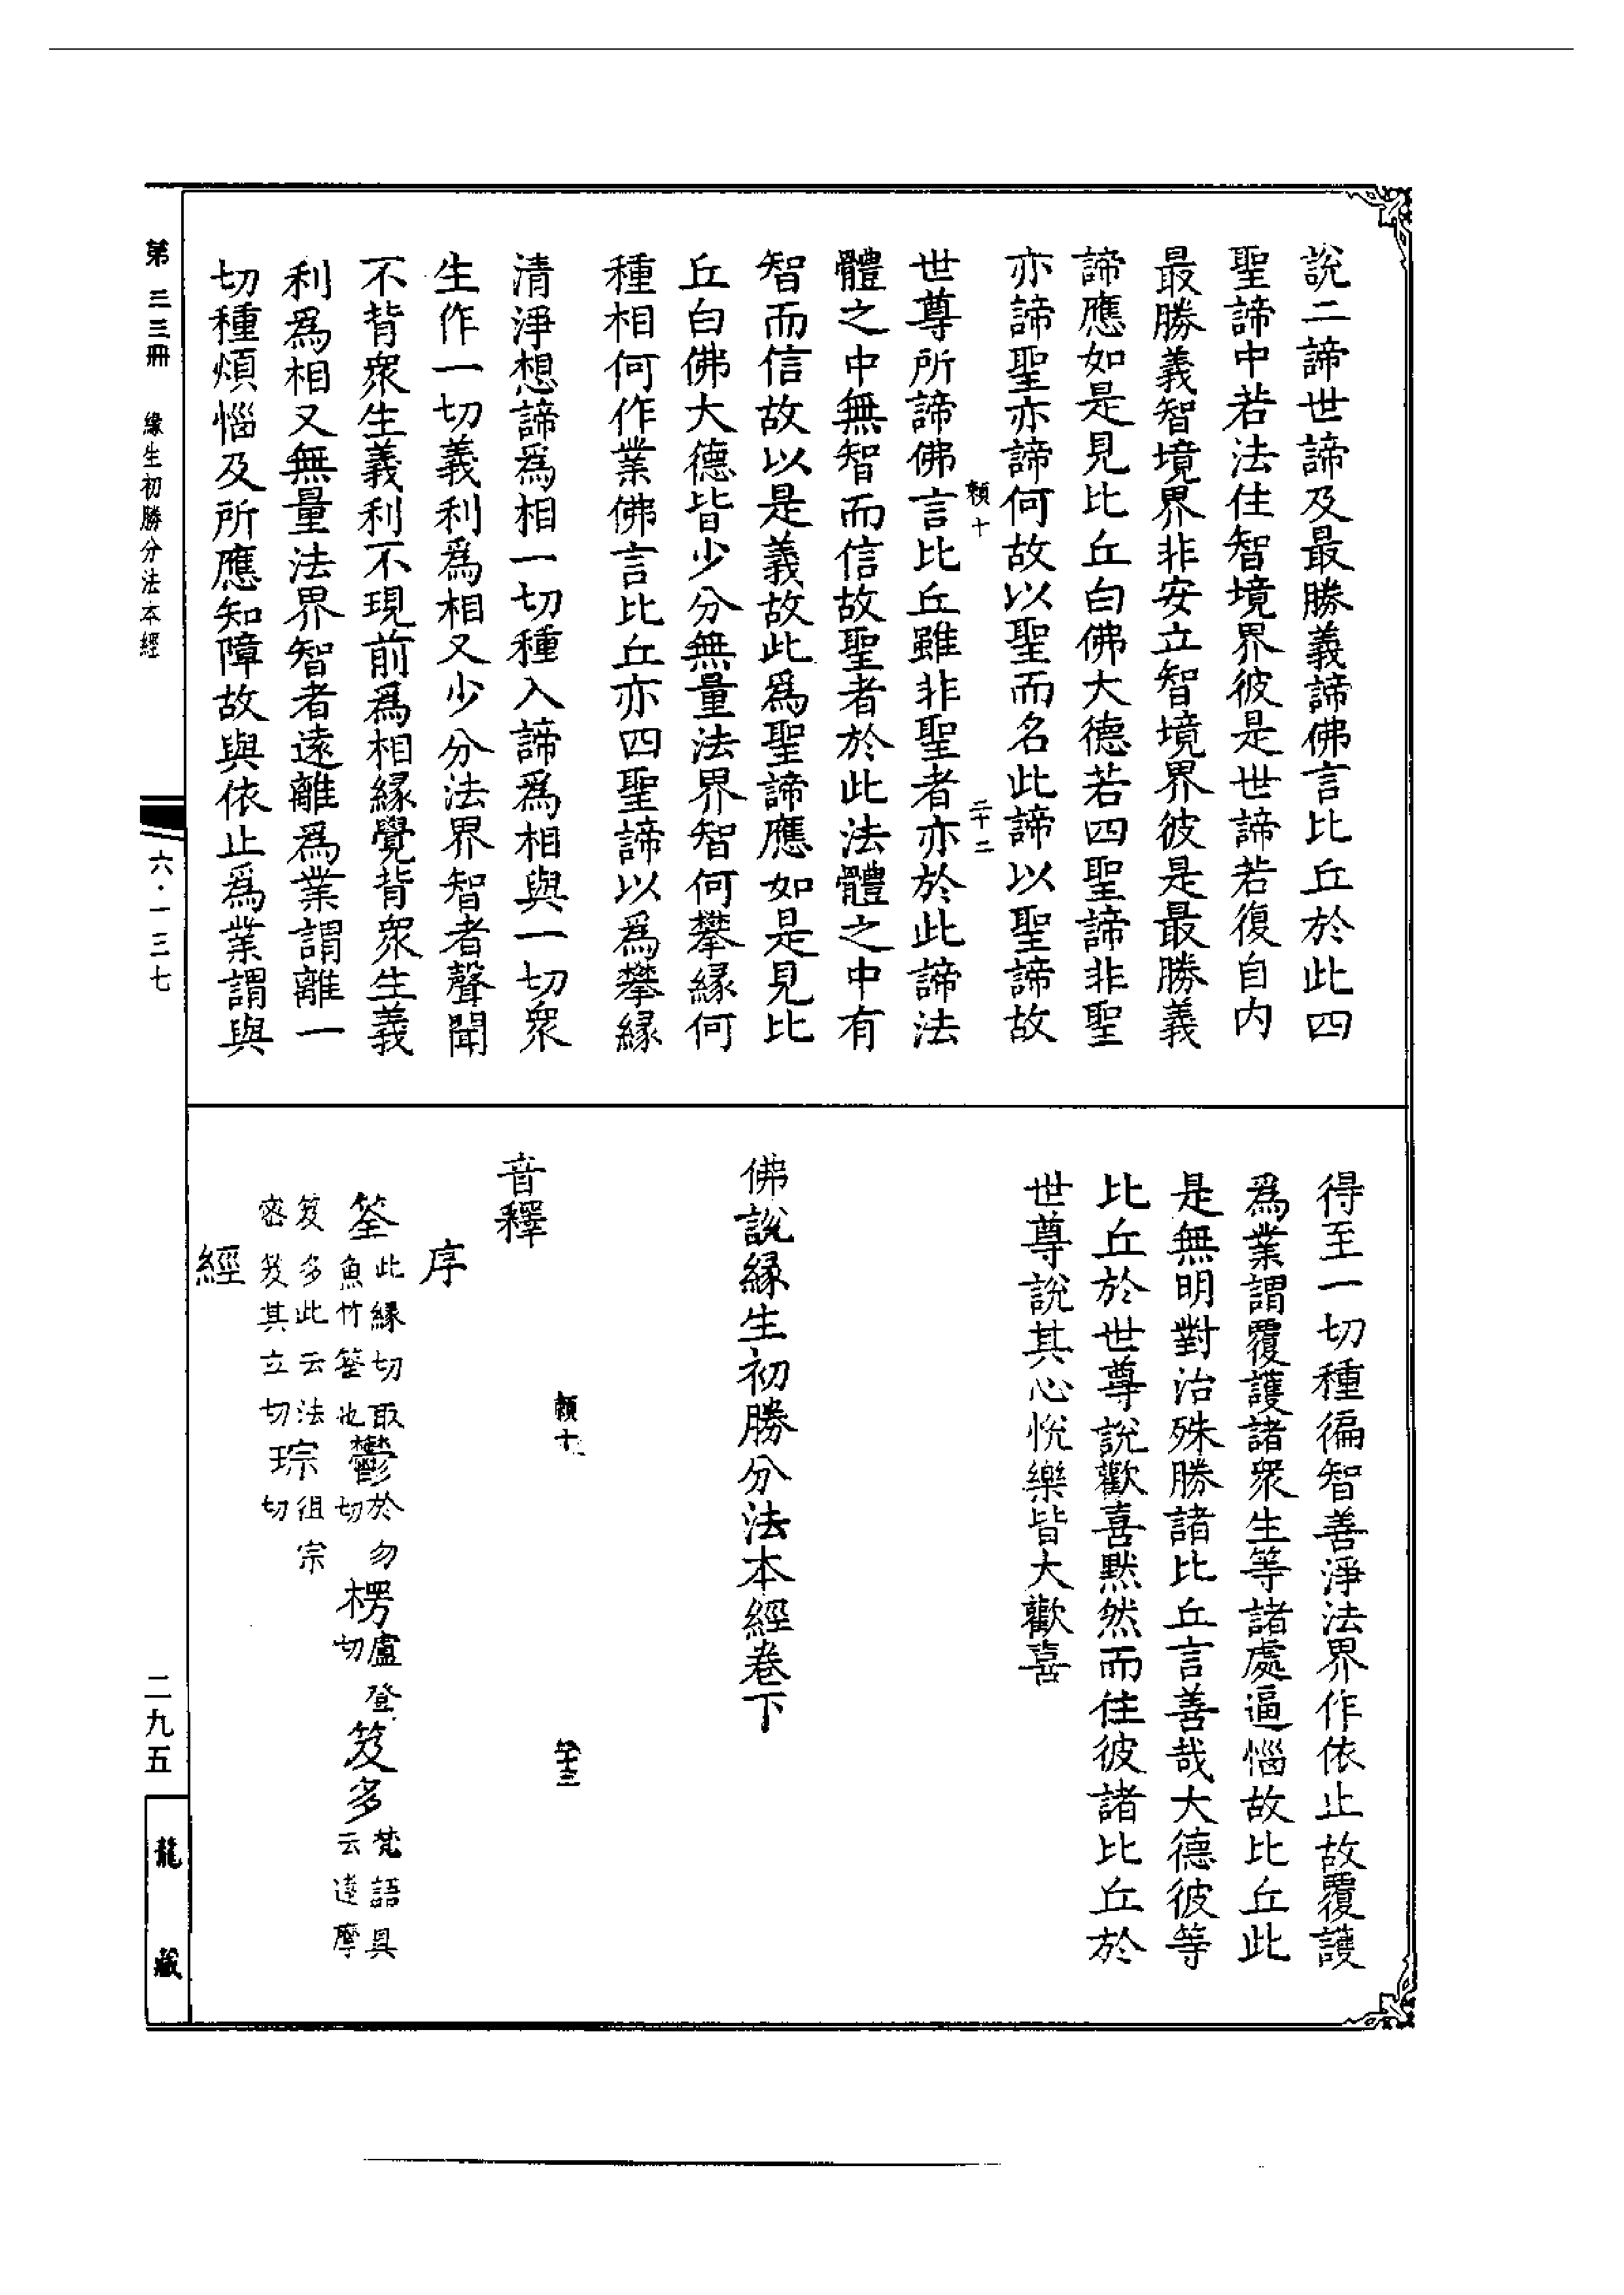 說二諦世諦及最勝義諦佛言比丘於此四
聖諦中若法住智境界彼是世諦若復自内
最勝義智境界非安立智境界彼是最勝義
諦應如是見比丘白佛大德若四聖諦非聖
亦諦聖亦諦何故以聖而名此諦以聖諦故
頼十
二十二
世尊所諦佛言比丘雖非聖者亦於此諦法
體之中無智而信故聖者於此法體之中有
智而信故以是義故此爲聖諦應如是見比
丘白佛大德皆少分無量法界智何攀縁何
種相何作業佛言比丘亦四聖諦以爲攀縁
清淨想諦爲相一切種入諦爲相與一切衆
生作一切義利爲相又少分法界智者聲聞
不背衆生義利不現前爲相縁覺背衆生義
利爲相又無量法界智者遠離爲業謂離一
切種煩惱及所應知障故與依止爲業謂與
得至一切種徧智善淨法界作依止故覆護
爲業謂覆護諸衆生等諸處逼惱故比丘此
是無明對治殊勝諸比丘言善哉大德彼等
比丘於世尊說歡喜默然而住彼諸比丘於
世尊說其心悅樂皆大歡喜
佛說縁生初勝分法本經卷下
頼十
音釋
序
筌 此縁切取魚竹筌也 鬱 於勿切 楞 盧登切 笈多 梵語具云達摩
笈多此云法密笈其立切 琮 徂宗切
經
第三三冊 緣生初勝分法本經
六·一三七
二九五
龍藏